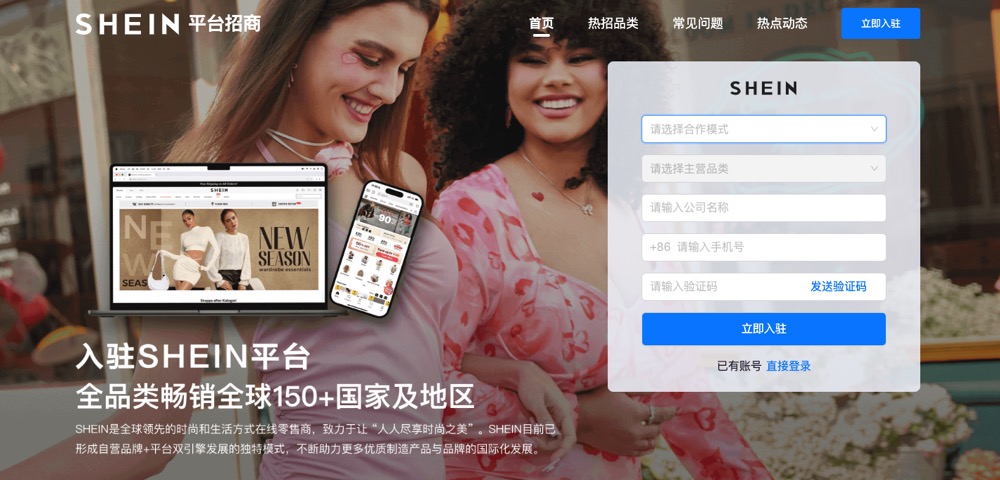 SHEIN 平台招商
首页 热招品类 常见问题 热点动态 立即入驻
SHEIN
请选择合作模式
请选择主营品类
请输入公司名称
+86 请输入手机号
请输入验证码 发送验证码
立即入驻
已有账号 直接登录
SHEIN
NEW
NEW
SEASON
wardrobe essentials
SEAS
90
入驻SHEIN平台
全品类畅销全球150+国家及地区
SHEIN是全球领先的时尚和生活方式在线零售商，致力于让“人人尽享时尚之美”。SHEIN目前已
形成自营品牌+平台双引擎发展的独特模式，不断助力更多优质制造产品与品牌的国际化发展。